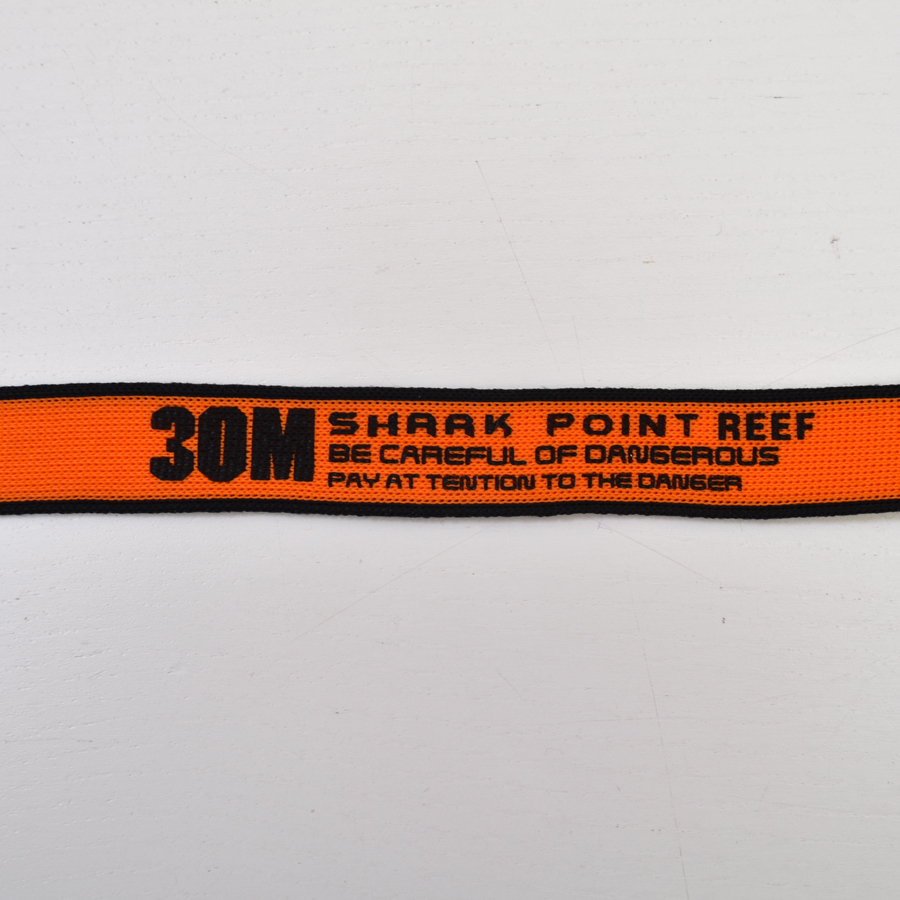 30M
SHARK POINT REEF
BE CAREFUL OF DANGEROUS
PAY AT TENTION TO THE DANGER